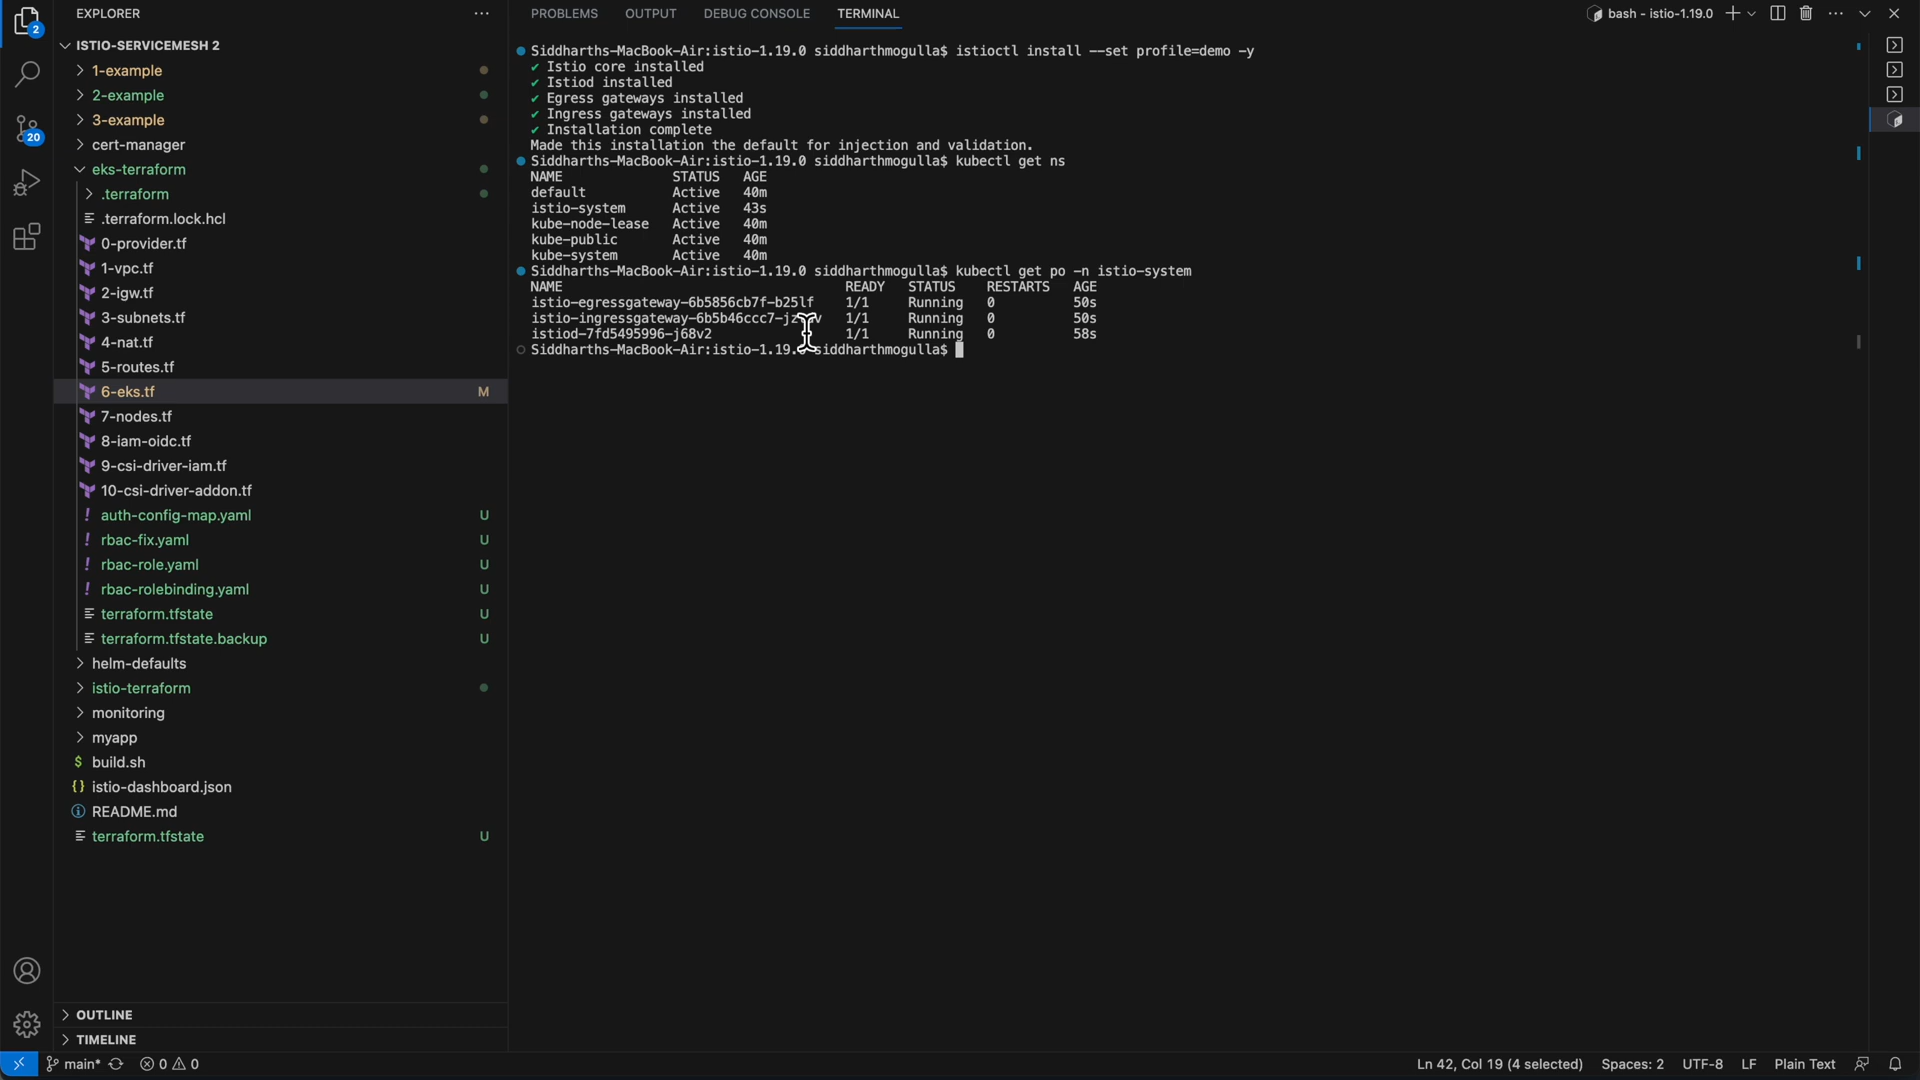 EXPLORER
ISTIO-SERVICEMESH 2
1-example
2-example
3-example
cert-manager
eks-terraform
.terraform
.terraform.lock.hcl
0-provider.tf
1-vpc.tf
2-igw.tf
3-subnets.tf
4-nat.tf
5-routes.tf
6-eks.tf M
7-nodes.tf
8-iam-oidc.tf
9-csi-driver-iam.tf
10-csi-driver-addon.tf
auth-config-map.yaml U
rbac-fix.yaml U
rbac-role.yaml U
rbac-rolebinding.yaml U
terraform.tfstate U
terraform.tfstate.backup U
helm-defaults
istio-terraform
monitoring
myapp
build.sh
istio-dashboard.json
README.md
terraform.tfstate U
OUTLINE
TIMELINE
2
20
PROBLEMS OUTPUT DEBUG CONSOLE TERMINAL
bash - istio-1.19.0
Siddharths-MacBook-Air:istio-1.19.0 siddharthmogulla$ istioctl install --set profile=demo -y
✔ Istio core installed
✔ Istiod installed
✔ Egress gateways installed
✔ Ingress gateways installed
✔ Installation complete
Made this installation the default for injection and validation.
Siddharths-MacBook-Air:istio-1.19.0 siddharthmogulla$ kubectl get ns
NAME STATUS AGE
default Active 40m
istio-system Active 43s
kube-node-lease Active 40m
kube-public Active 40m
kube-system Active 40m
Siddharths-MacBook-Air:istio-1.19.0 siddharthmogulla$ kubectl get po -n istio-system
NAME READY STATUS RESTARTS AGE
istio-egressgateway-6b5856cb7f-b25lf 1/1 Running 0 50s
1/1 Running 0 50s
istiod-7fd5495996-j68v2 1/1 Running 0 58s
siddharthmogulla$
main* 0 0
Ln 42, Col 19 (4 selected) Spaces: 2 UTF-8 LF Plain Text